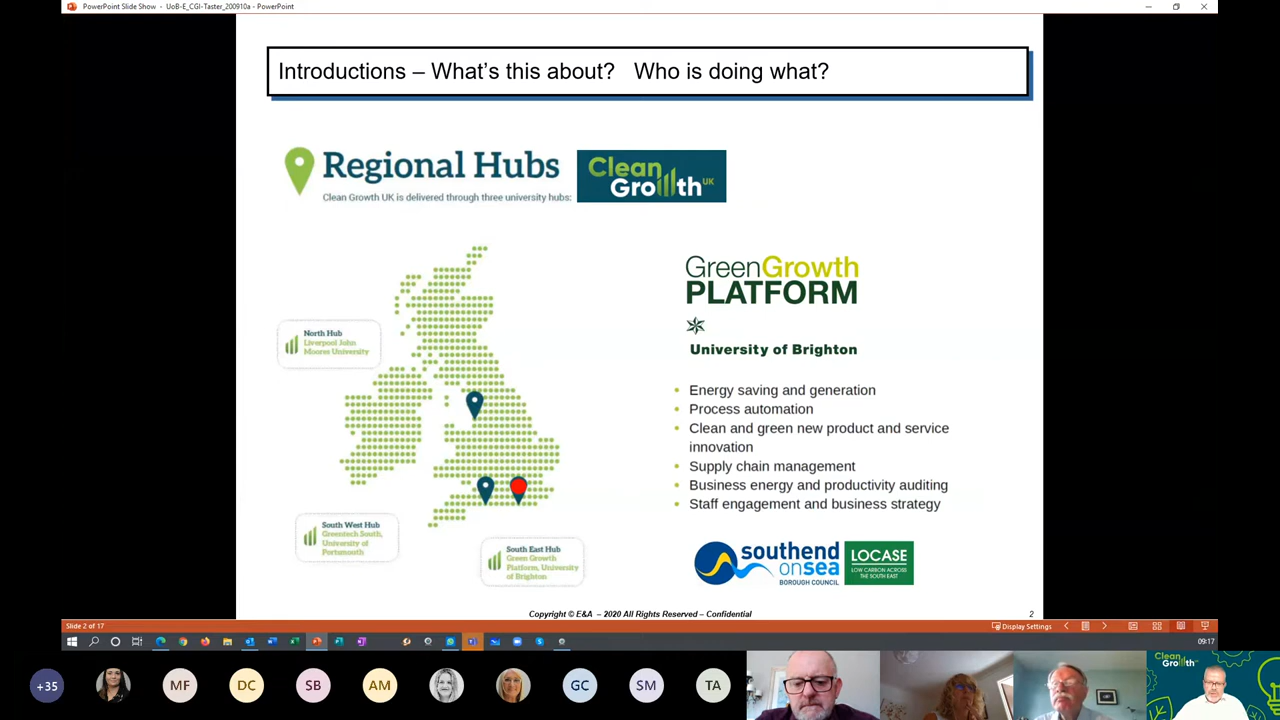 PowerPoint Slide Show - UoB-E_CGI-Taster_200910a - PowerPoint
Introductions – What's this about? Who is doing what?
Regional Hubs
Clean Growth UK is delivered through three university hubs:
Clean
Growth UK
North Hub
Liverpool John
Moores University
South West Hub
Greentech South,
University of
Portsmouth
South East Hub
Green Growth
Platform, University
of Brighton
GreenGrowth
PLATFORM
University of Brighton
• Energy saving and generation
• Process automation
• Clean and green new product and service
innovation
• Supply chain management
• Business energy and productivity auditing
• Staff engagement and business strategy
southend
on sea
BOROUGH COUNCIL
LOCASE
LOW CARBON ACROSS
THE SOUTH EAST
Copyright © E&A – 2020 All Rights Reserved – Confidential
2
Slide 2 of 17
Display Settings
09:17
+35
MF
DC
SB
AM
GC
SM
TA
Clean
Growth UK